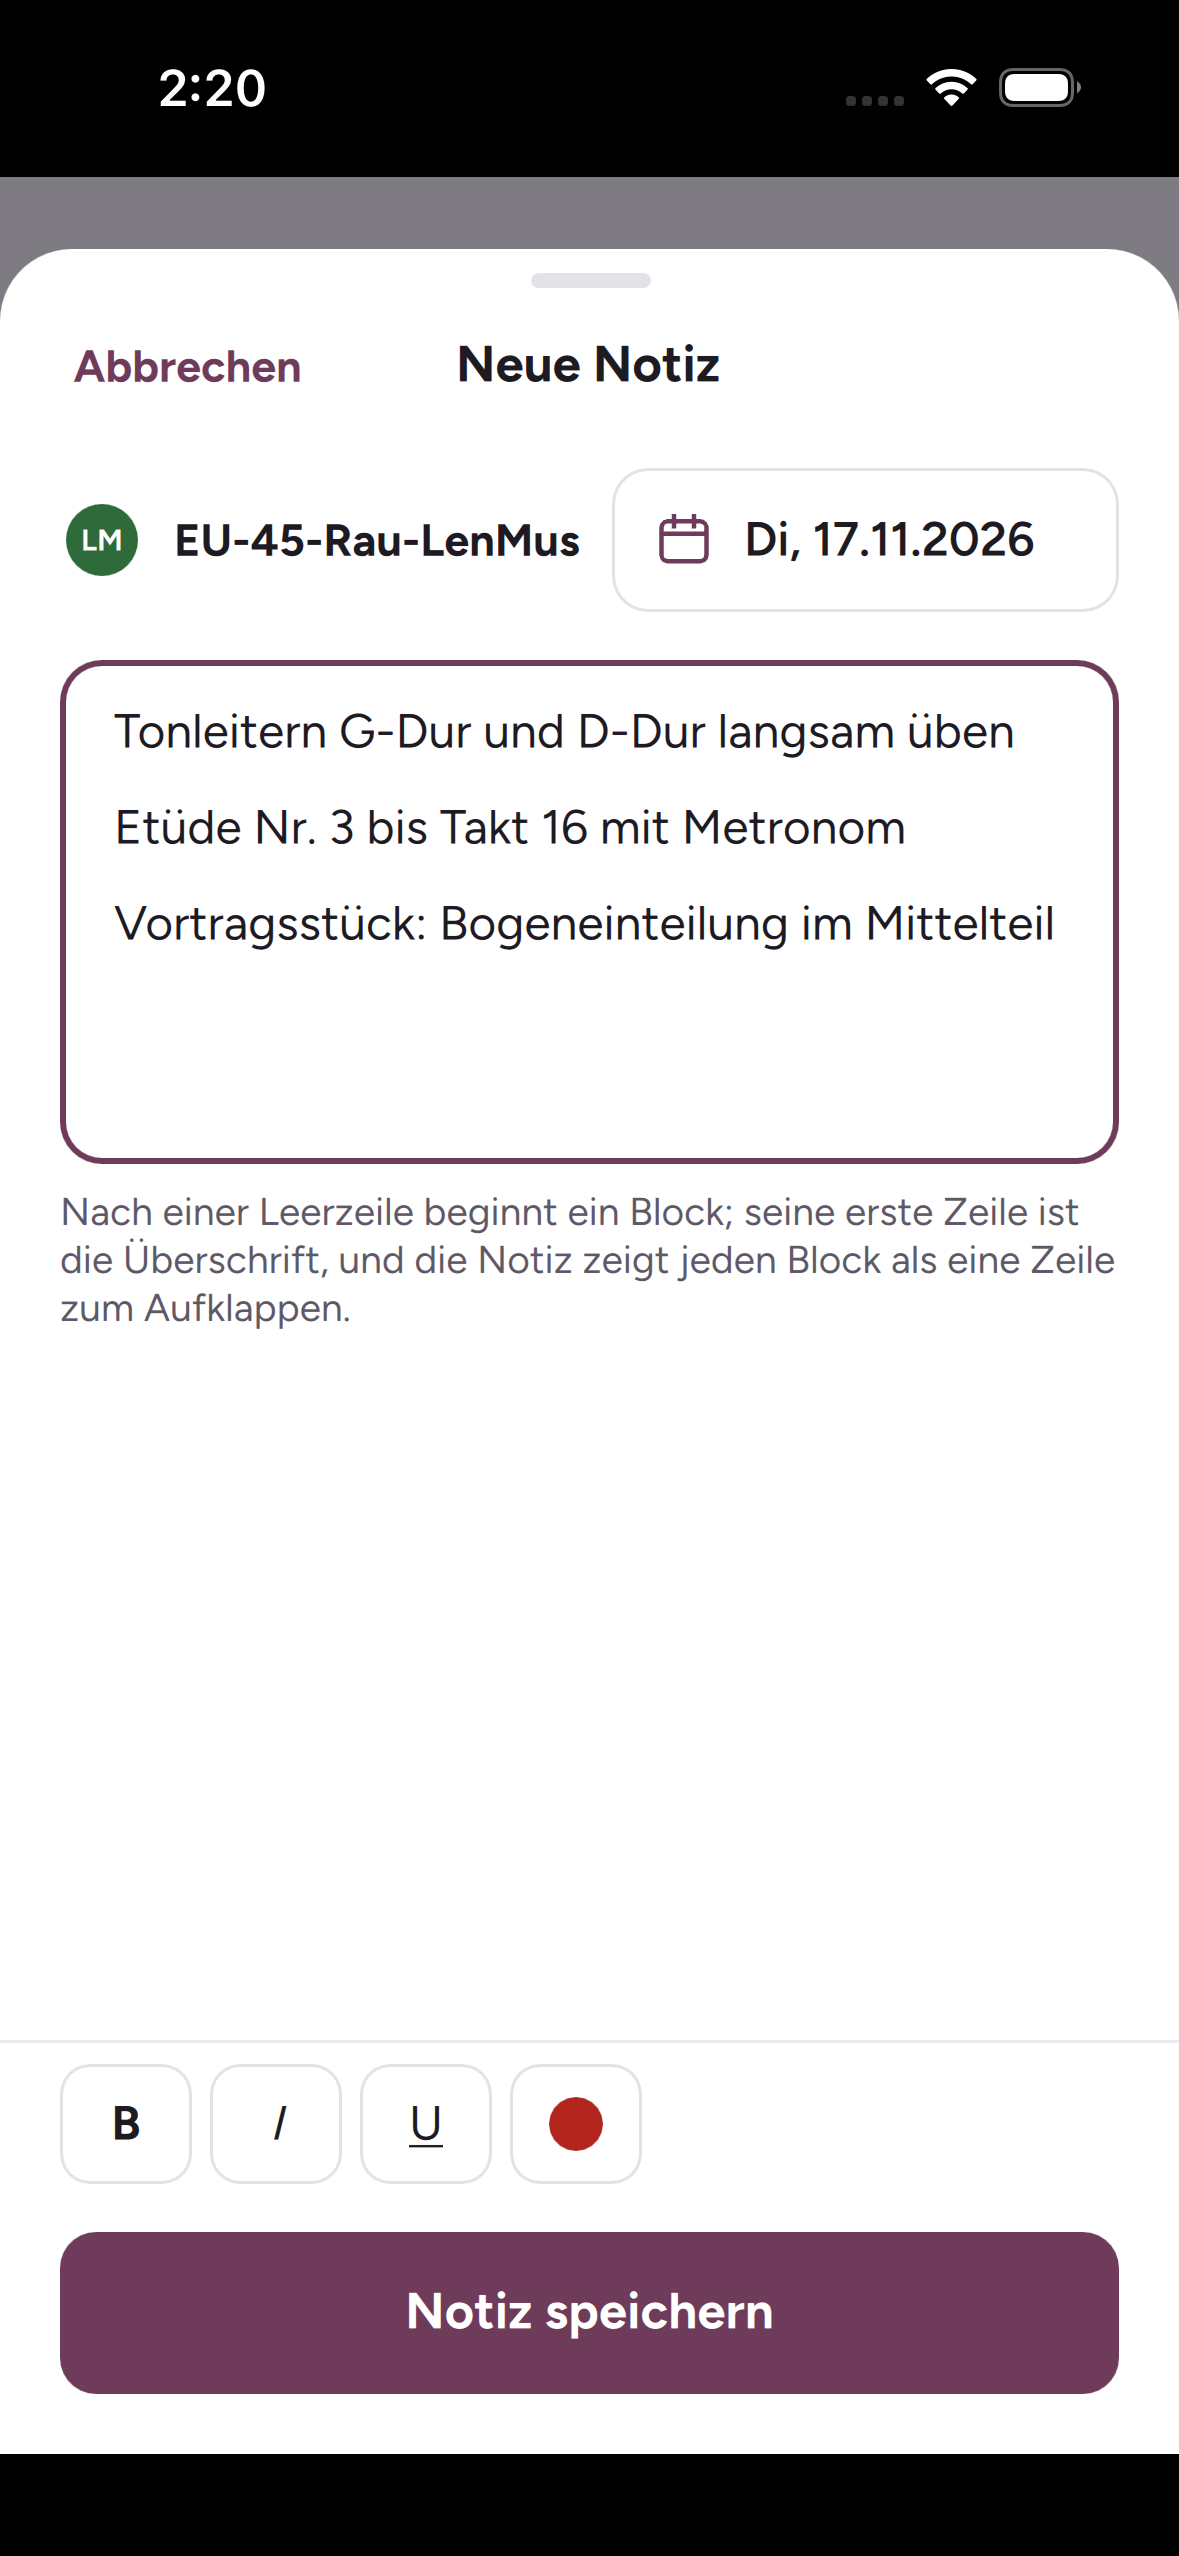 2:20
Abbrechen
Neue Notiz
LM
EU-45-Rau-LenMus
Di, 17.11.2026
Tonleitern G-Dur und D-Dur langsam üben
Etüde Nr. 3 bis Takt 16 mit Metronom
Vortragsstück: Bogeneinteilung im Mittelteil
Nach einer Leerzeile beginnt ein Block; seine erste Zeile ist
die Überschrift, und die Notiz zeigt jeden Block als eine Zeile
zum Aufklappen.
B
I
U
Notiz speichern